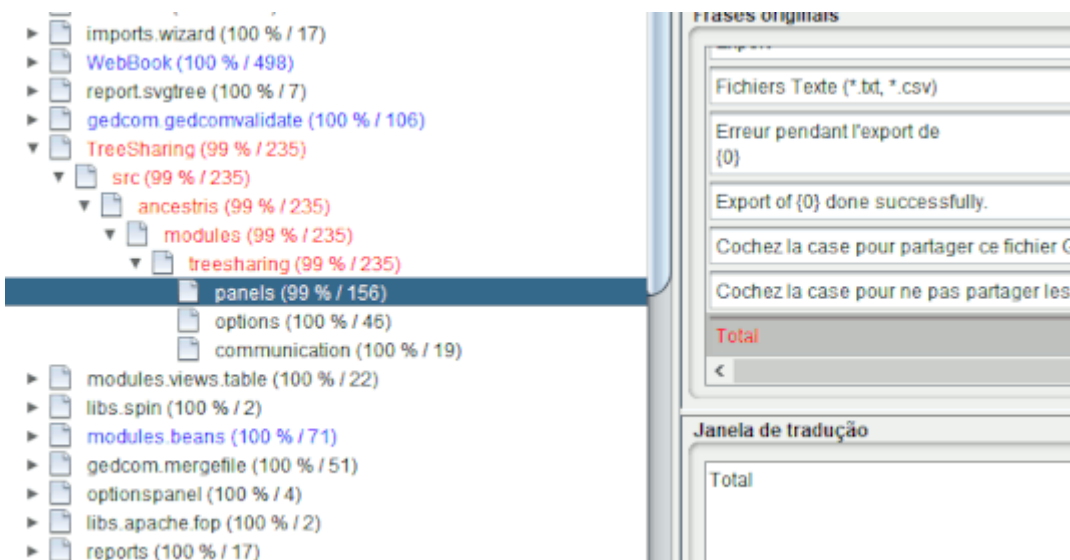 imports.wizard (100 % / 17)
WebBook (100 % / 498)
report.svgtree (100 % / 7)
gedcom.gedcomvalidate (100 % / 106)
TreeSharing (99 % / 235)
src (99 % / 235)
ancestris (99 % / 235)
modules (99 % / 235)
treesharing (99 % / 235)
panels (99 % / 156)
options (100 % / 46)
communication (100 % / 19)
modules.views.table (100 % / 22)
libs.spin (100 % / 2)
modules.beans (100 % / 71)
gedcom.mergefile (100 % / 51)
optionspanel (100 % / 4)
libs.apache.fop (100 % / 2)
reports (100 % / 17)
Frases originais
Fichiers Texte (*.txt, *.csv)
Erreur pendant l'export de
{0}
Export of {0} done successfully.
Cochez la case pour partager ce fichier G
Cochez la case pour ne pas partager les
Total
Janela de tradução
Total